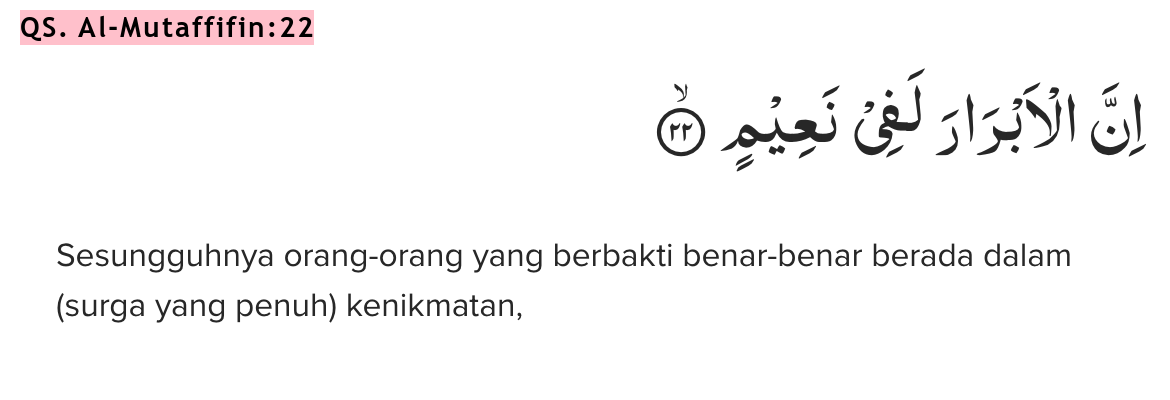 QS. Al-Mutaffifin:22
اِنَّ الْاَبْرَارَ لَفِيْ نَعِيْمٍ ۙ ٢٢
Sesungguhnya orang-orang yang berbakti benar-benar berada dalam
(surga yang penuh) kenikmatan,